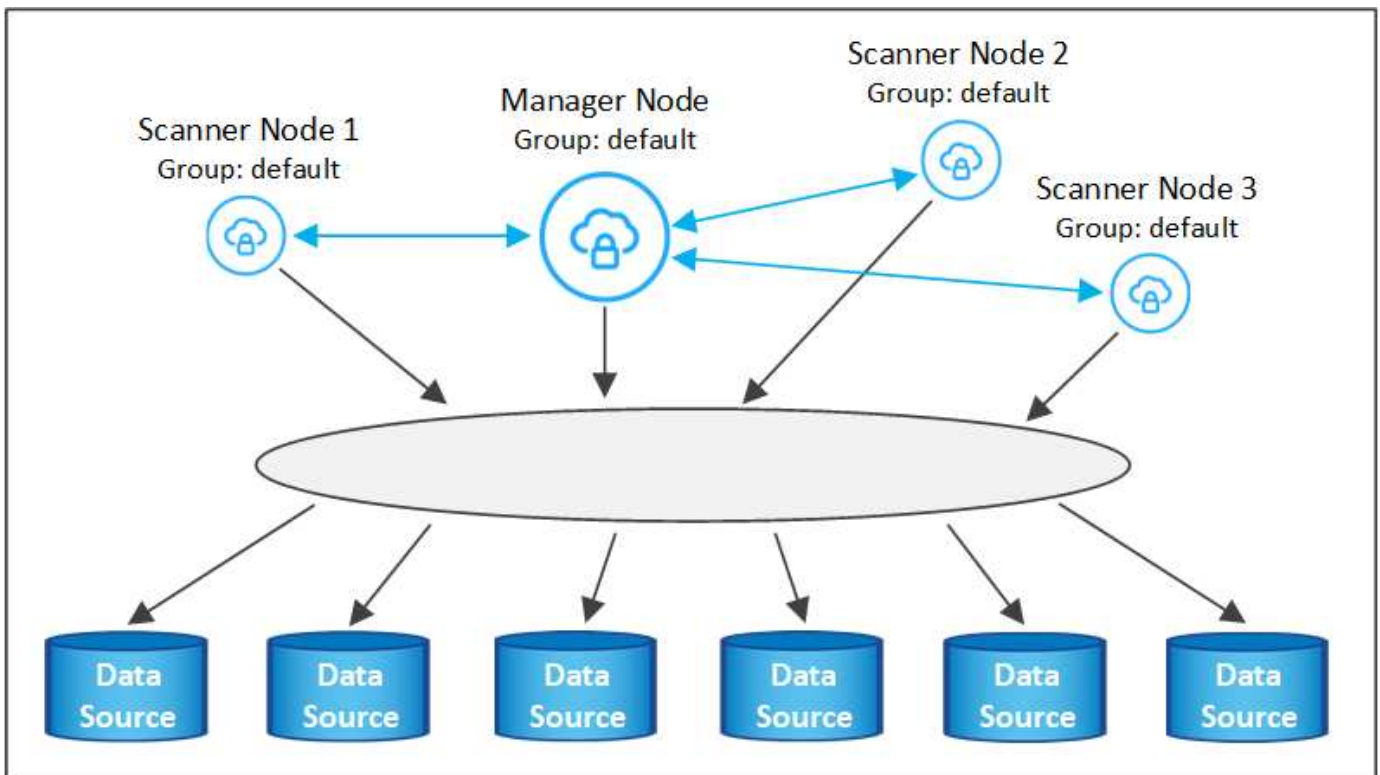 Scanner Node 1
Group: default
Manager Node
Group: default
Scanner Node 2
Group: default
Scanner Node 3
Group: default
Data
Source
Data
Source
Data
Source
Data
Source
Data
Source
Data
Source